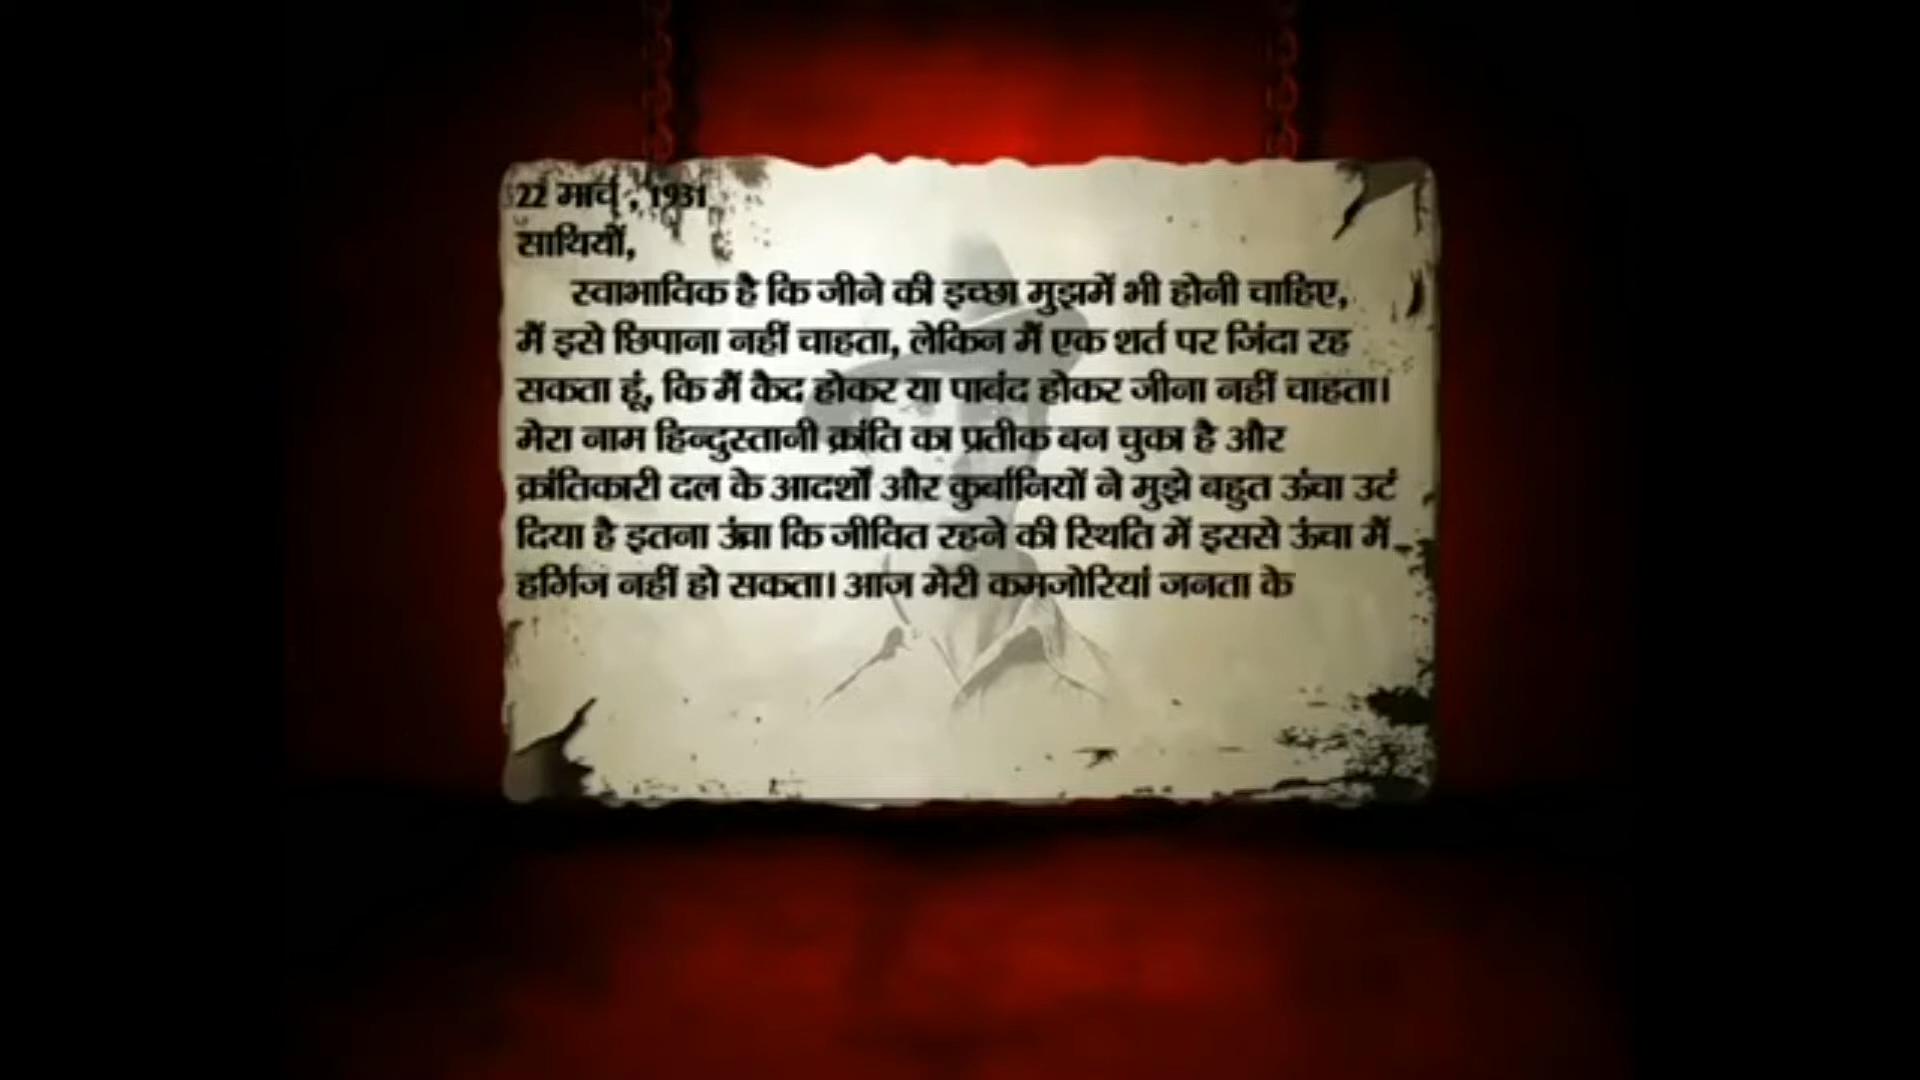 22 मार्च, 1931
साथियों,
स्वाभाविक है कि जीने की इच्छा मुझमें भी होनी चाहिए,
मैं इसे छिपाना नहीं चाहता, लेकिन मैं एक शर्त पर जिंदा रह
सकता हूं, कि मैं कैद होकर या पाबंद होकर जीना नहीं चाहता।
मेरा नाम हिन्दुस्तानी क्रांति का प्रतीक बन चुका है और
क्रांतिकारी दल के आदर्शों और कुर्बानियों ने मुझे बहुत ऊंचा उटं
दिया है इतना ऊंचा कि जीवित रहने की स्थिति में इससे ऊंचा मैं
हर्गिज नहीं हो सकता। आज मेरी कमजोरियां जनता के